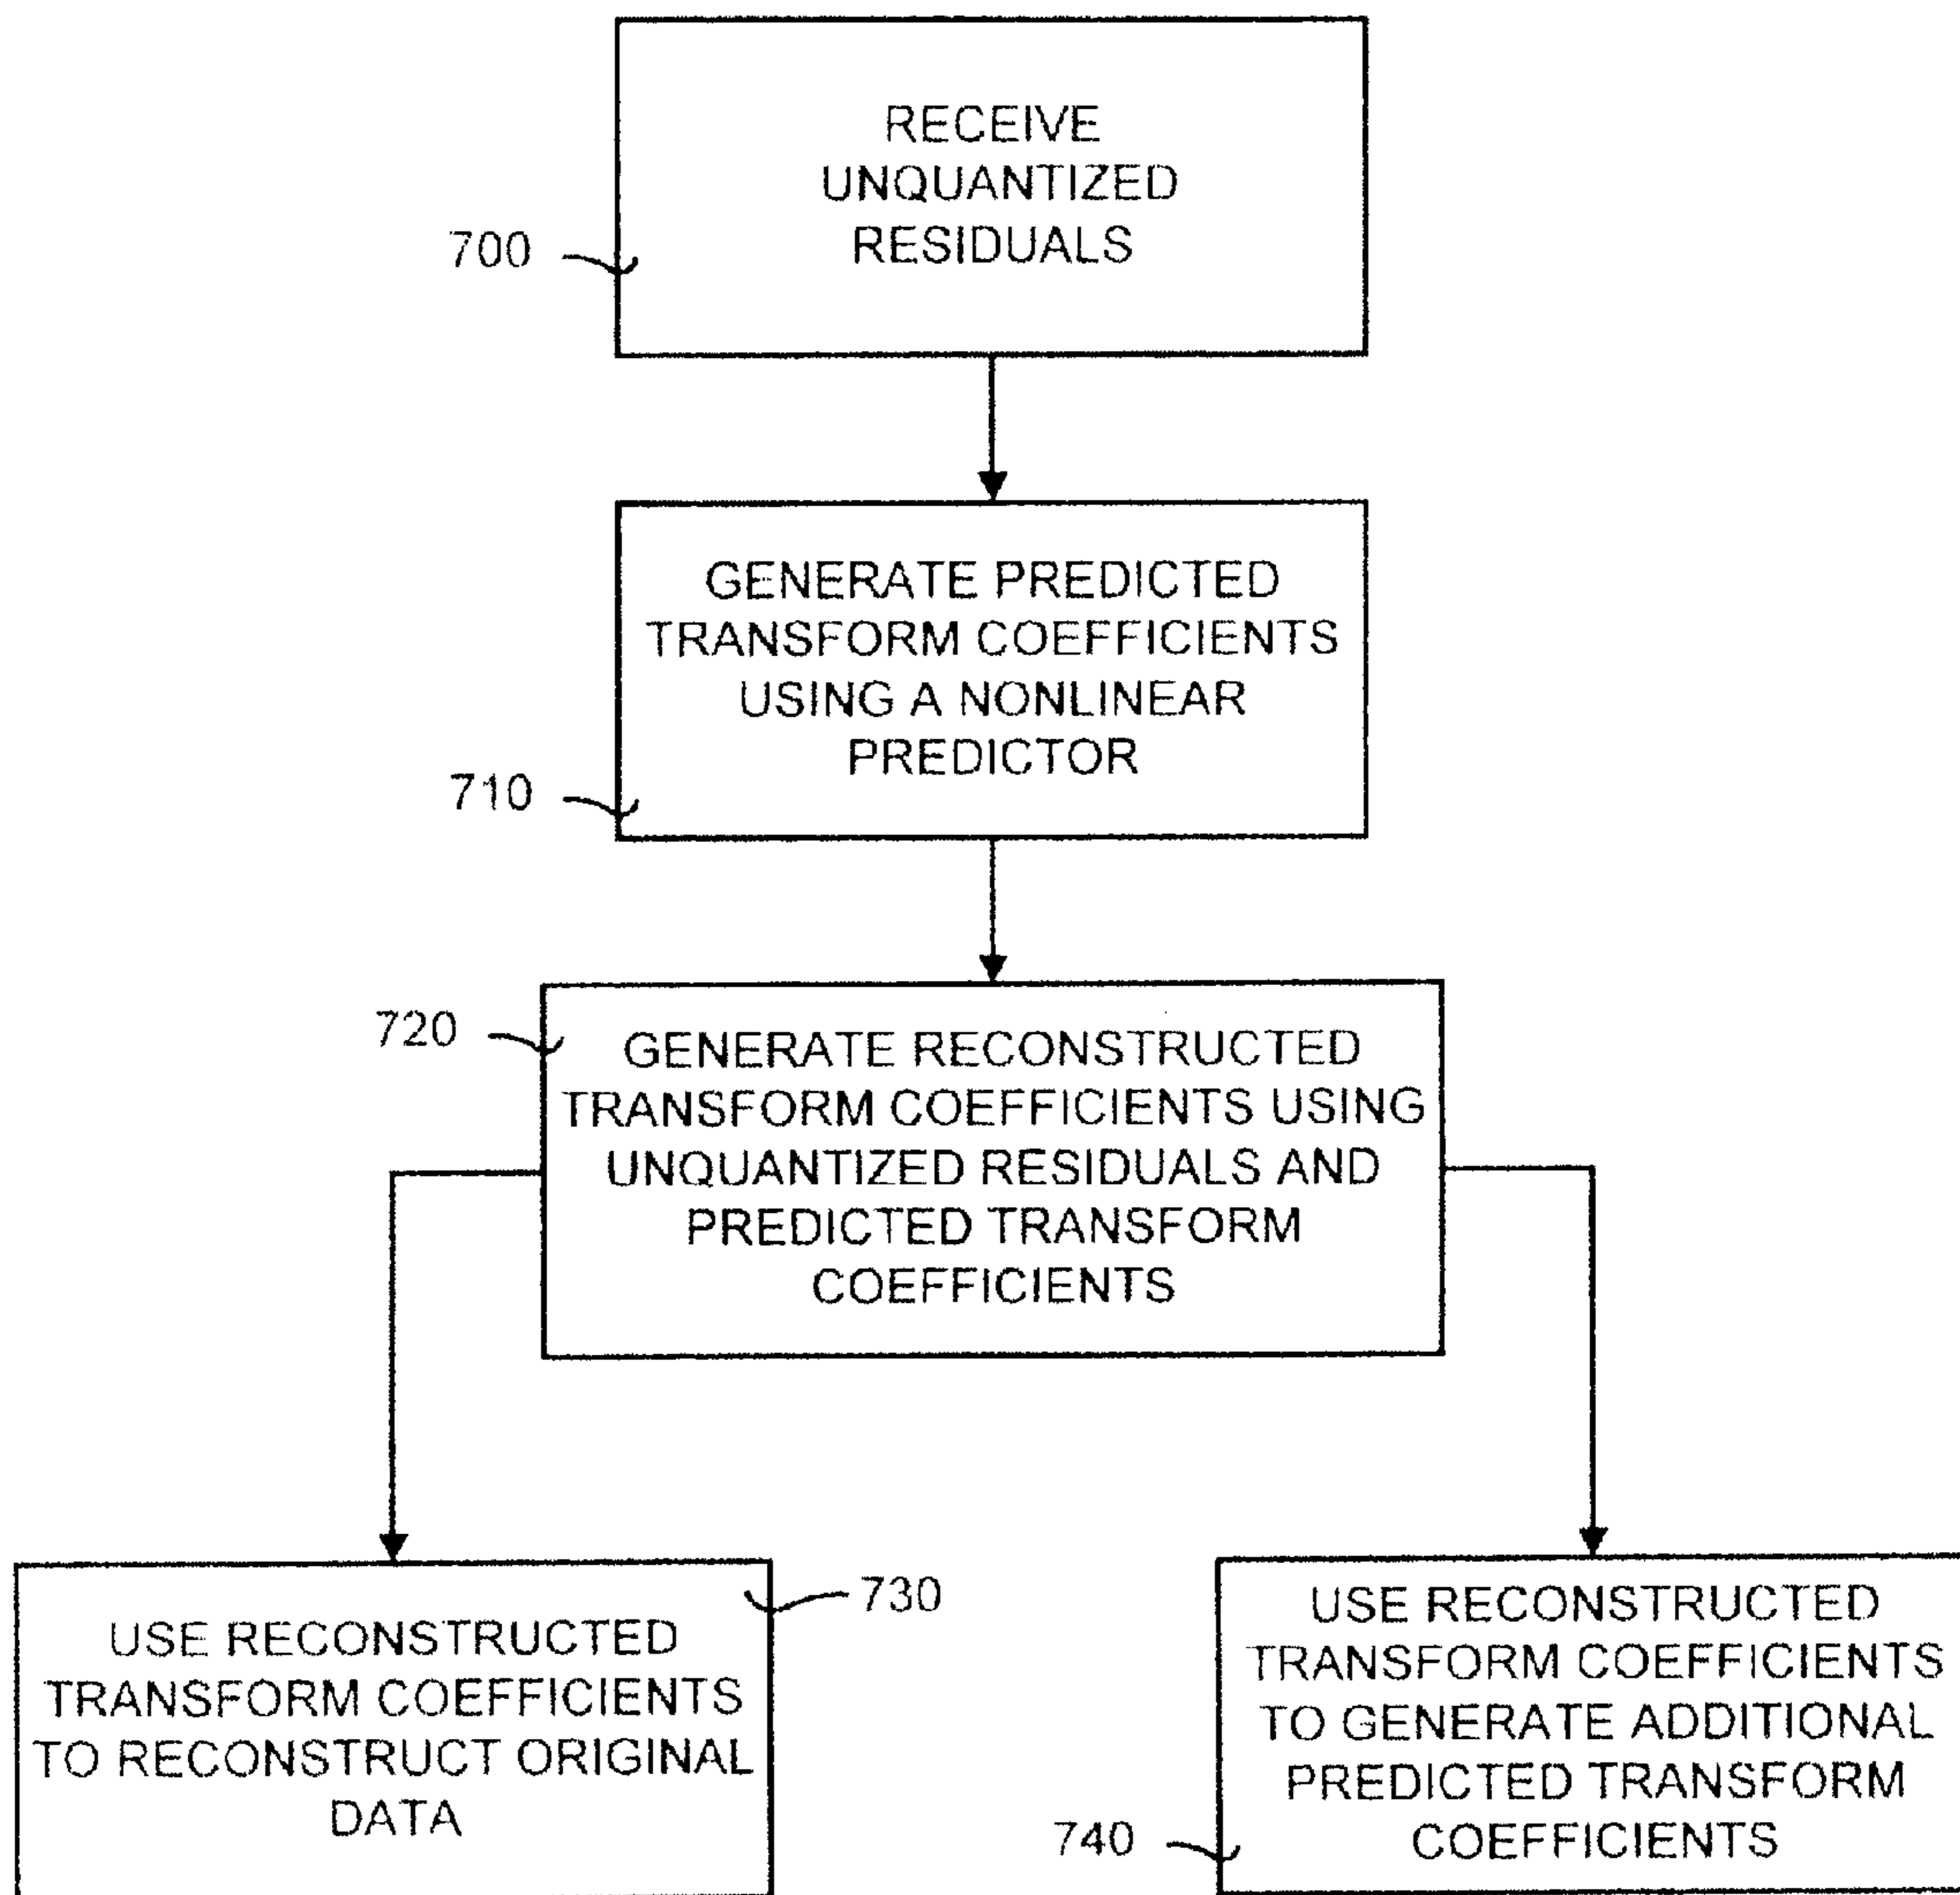 RECEIVE
UNQUANTIZED
RESIDUALS
700
GENERATE PREDICTED
TRANSFORM COEFFICIENTS
USING A NONLINEAR
PREDICTOR
710
720
GENERATE RECONSTRUCTED
TRANSFORM COEFFICIENTS USING
UNQUANTIZED RESIDUALS AND
PREDICTED TRANSFORM
COEFFICIENTS
730
USE RECONSTRUCTED
TRANSFORM COEFFICIENTS
TO RECONSTRUCT ORIGINAL
DATA
USE RECONSTRUCTED
TRANSFORM COEFFICIENTS
TO GENERATE ADDITIONAL
PREDICTED TRANSFORM
COEFFICIENTS
740